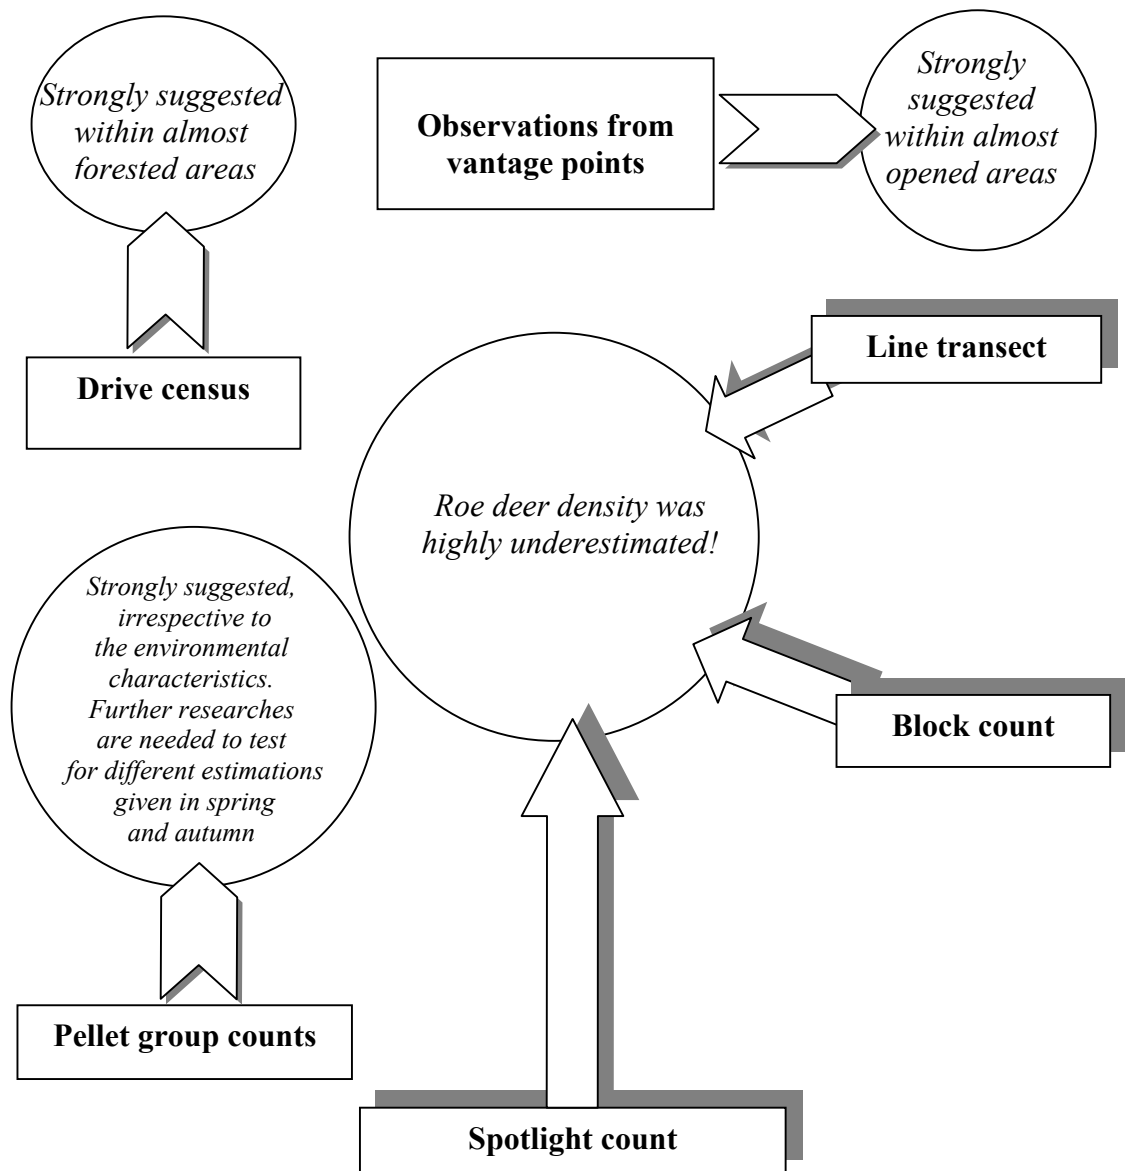 Strongly suggested
within almost
forested areas
Observations from
vantage points
Strongly
suggested
within almost
opened areas
Drive census
Line transect
Roe deer density was
highly underestimated!
Strongly suggested,
irrespective to
the environmental
characteristics.
Further researches
are needed to test
for different estimations
given in spring
and autumn
Block count
Pellet group counts
Spotlight count